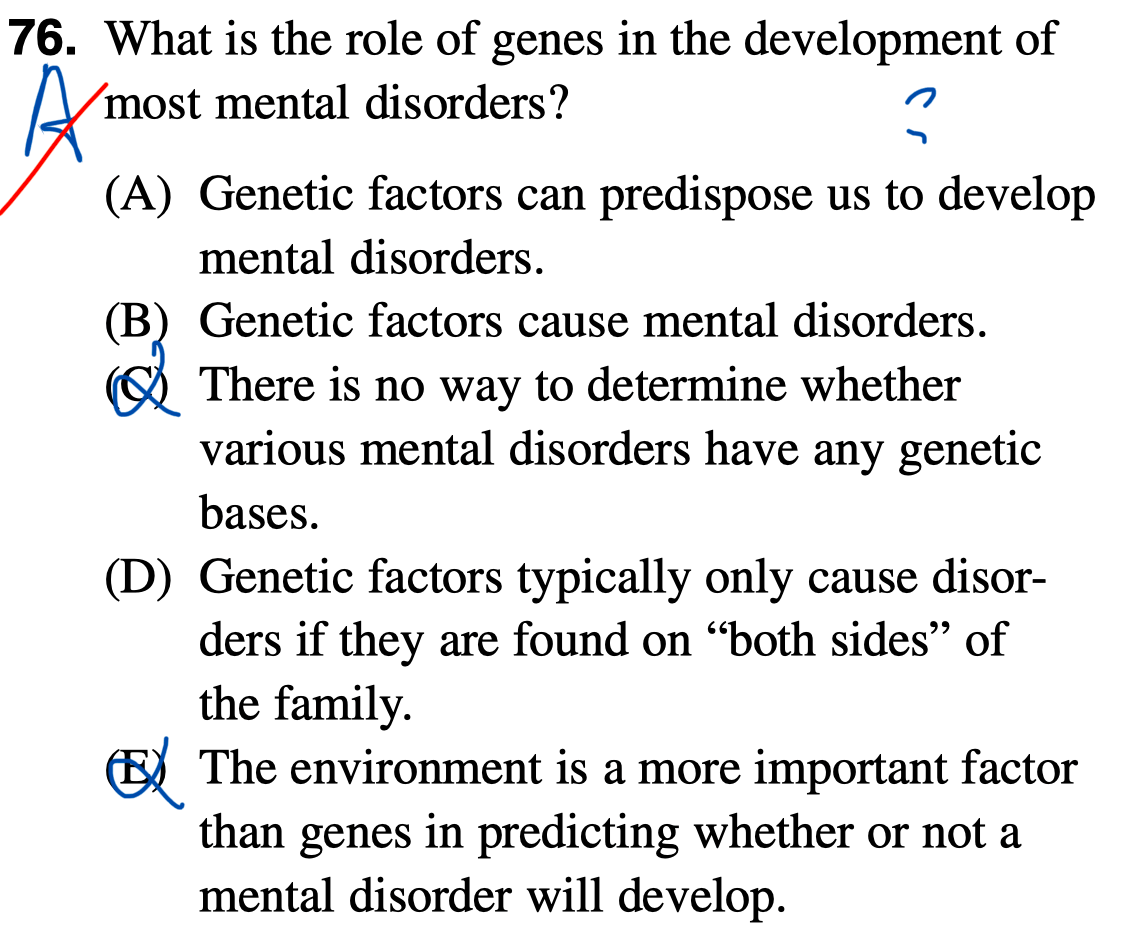 76. What is the role of genes in the development of
A most mental disorders? ?
(A) Genetic factors can predispose us to develop
mental disorders.
(B) Genetic factors cause mental disorders.
(C) There is no way to determine whether
various mental disorders have any genetic
bases.
(D) Genetic factors typically only cause disor-
ders if they are found on “both sides” of
the family.
(E) The environment is a more important factor
than genes in predicting whether or not a
mental disorder will develop.